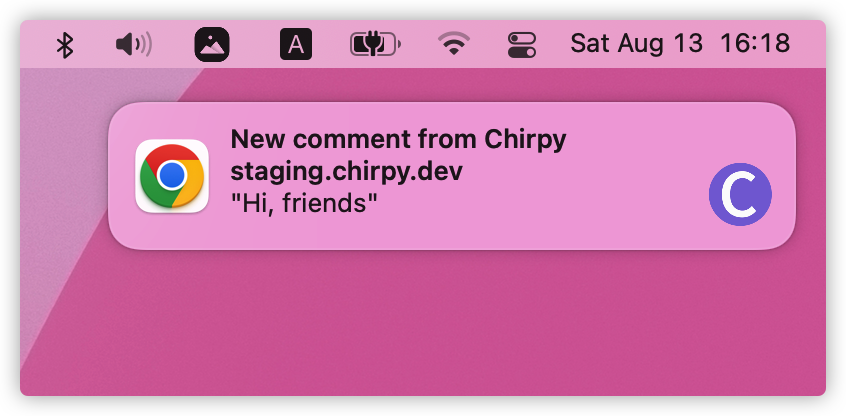 A
Sat Aug 13 16:18
New comment from Chirpy
staging.chirpy.dev
"Hi, friends"
C